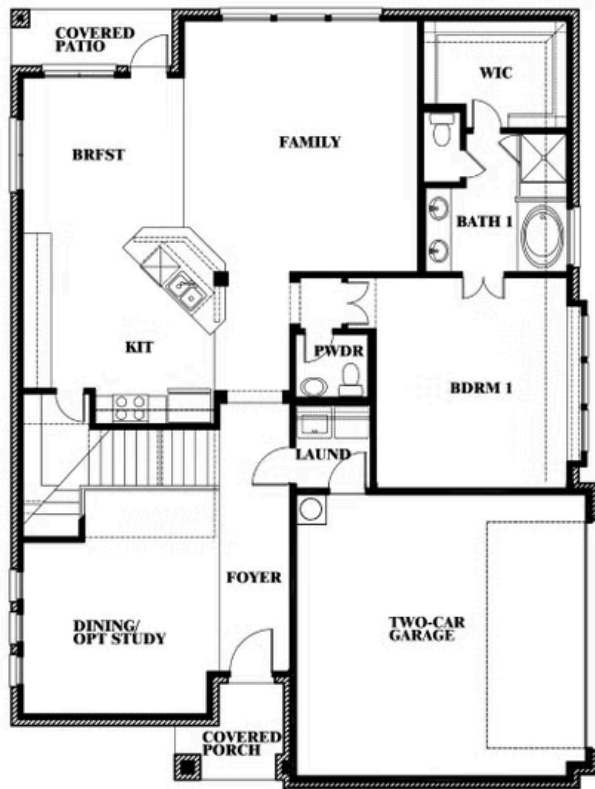 COVERED
PATIO
WIC
BRFST
FAMILY
BATH 1
KIT
PWDR
BDRM 1
LAUND
FOYER
DINING/
OPT STUDY
TWO-CAR
GARAGE
COVERED
PORCH